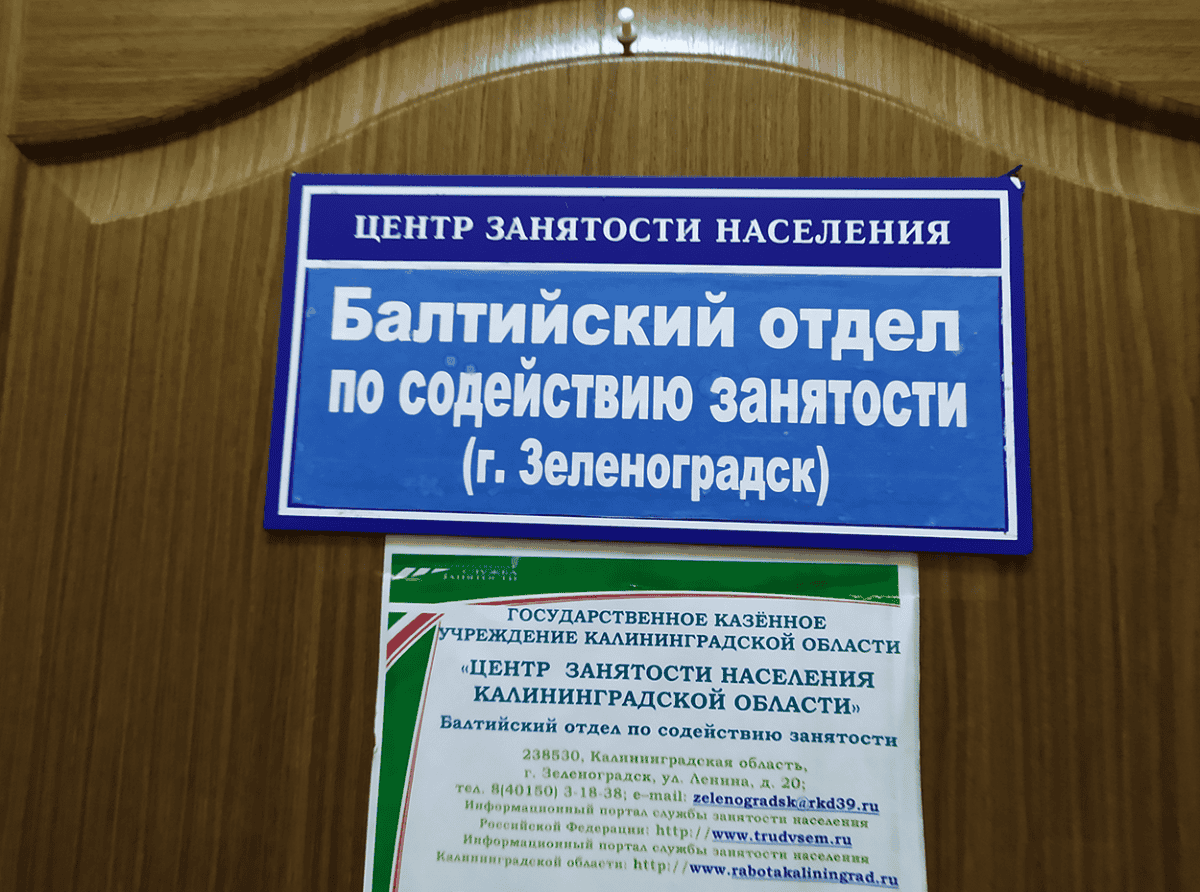 ЦЕНТР ЗАНЯТОСТИ НАСЕЛЕНИЯ
Балтийский отдел
по содействию занятости
(г. Зеленоградск)
СЛУЖБА
ЗАНЯТОСТИ
ГОСУДАРСТВЕННОЕ КАЗЁННОЕ
УЧРЕЖДЕНИЕ КАЛИНИНГРАДСКОЙ ОБЛАСТИ
«ЦЕНТР ЗАНЯТОСТИ НАСЕЛЕНИЯ
КАЛИНИНГРАДСКОЙ ОБЛАСТИ»
Балтийский отдел по содействию занятости
238530, Калининградская область,
г. Зеленоградск, ул. Ленина, д. 20;
тел. 8(40150) 3-18-38; e-mail: zelenogradsk@rkd39.ru
Информационный портал службы занятости населения
Российской Федерации: http://www.trudvsem.ru
Информационный портал службы занятости населения
Калининградской области: http://www.rabotakaliningrad.ru